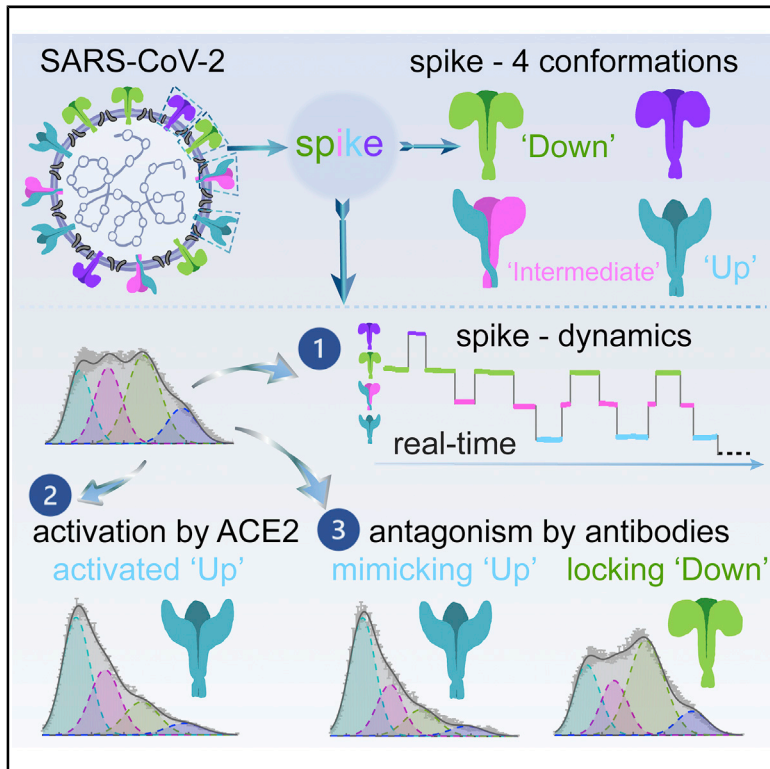 SARS-CoV-2
spike - 4 conformations
spike
'Down'
'Intermediate'
'Up'
1
spike - dynamics
real-time
2
activation by ACE2
activated 'Up'
3
antagonism by antibodies
mimicking 'Up'
locking 'Down'